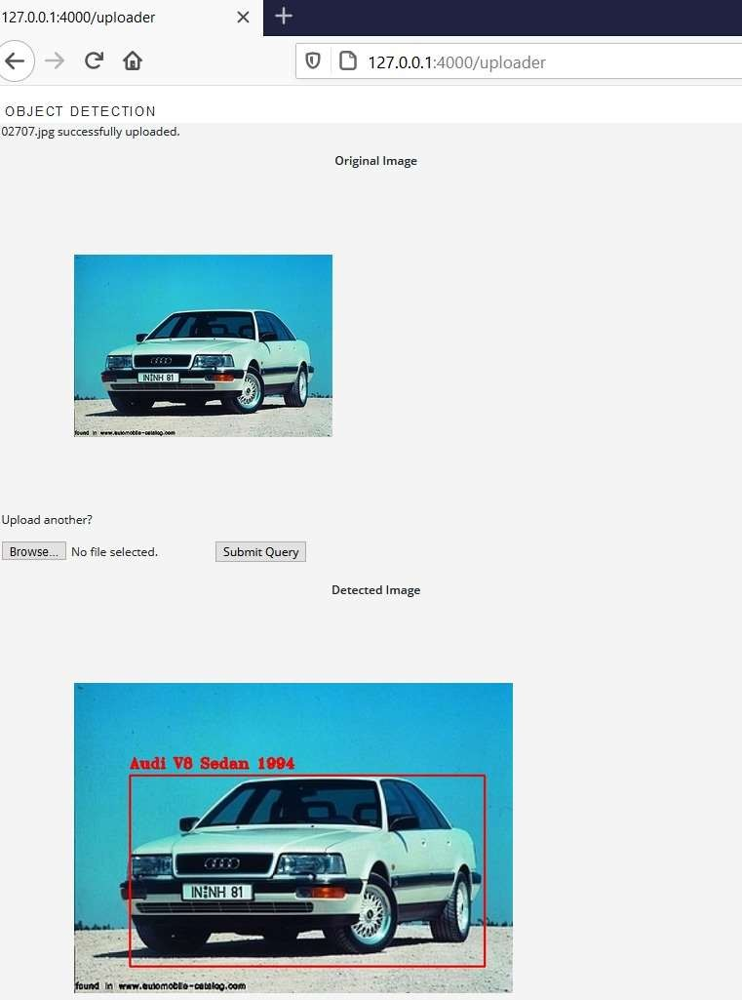 127.0.0.1:4000/uploader
127.0.0.1:4000/uploader
OBJECT DETECTION
02707.jpg successfully uploaded.
Original Image
IN NH 81
found in www.automobile-catalog.com
Upload another?
Browse... No file selected. Submit Query
Detected Image
Audi V8 Sedan 1994
IN NH 81
found in www.automobile-catalog.com